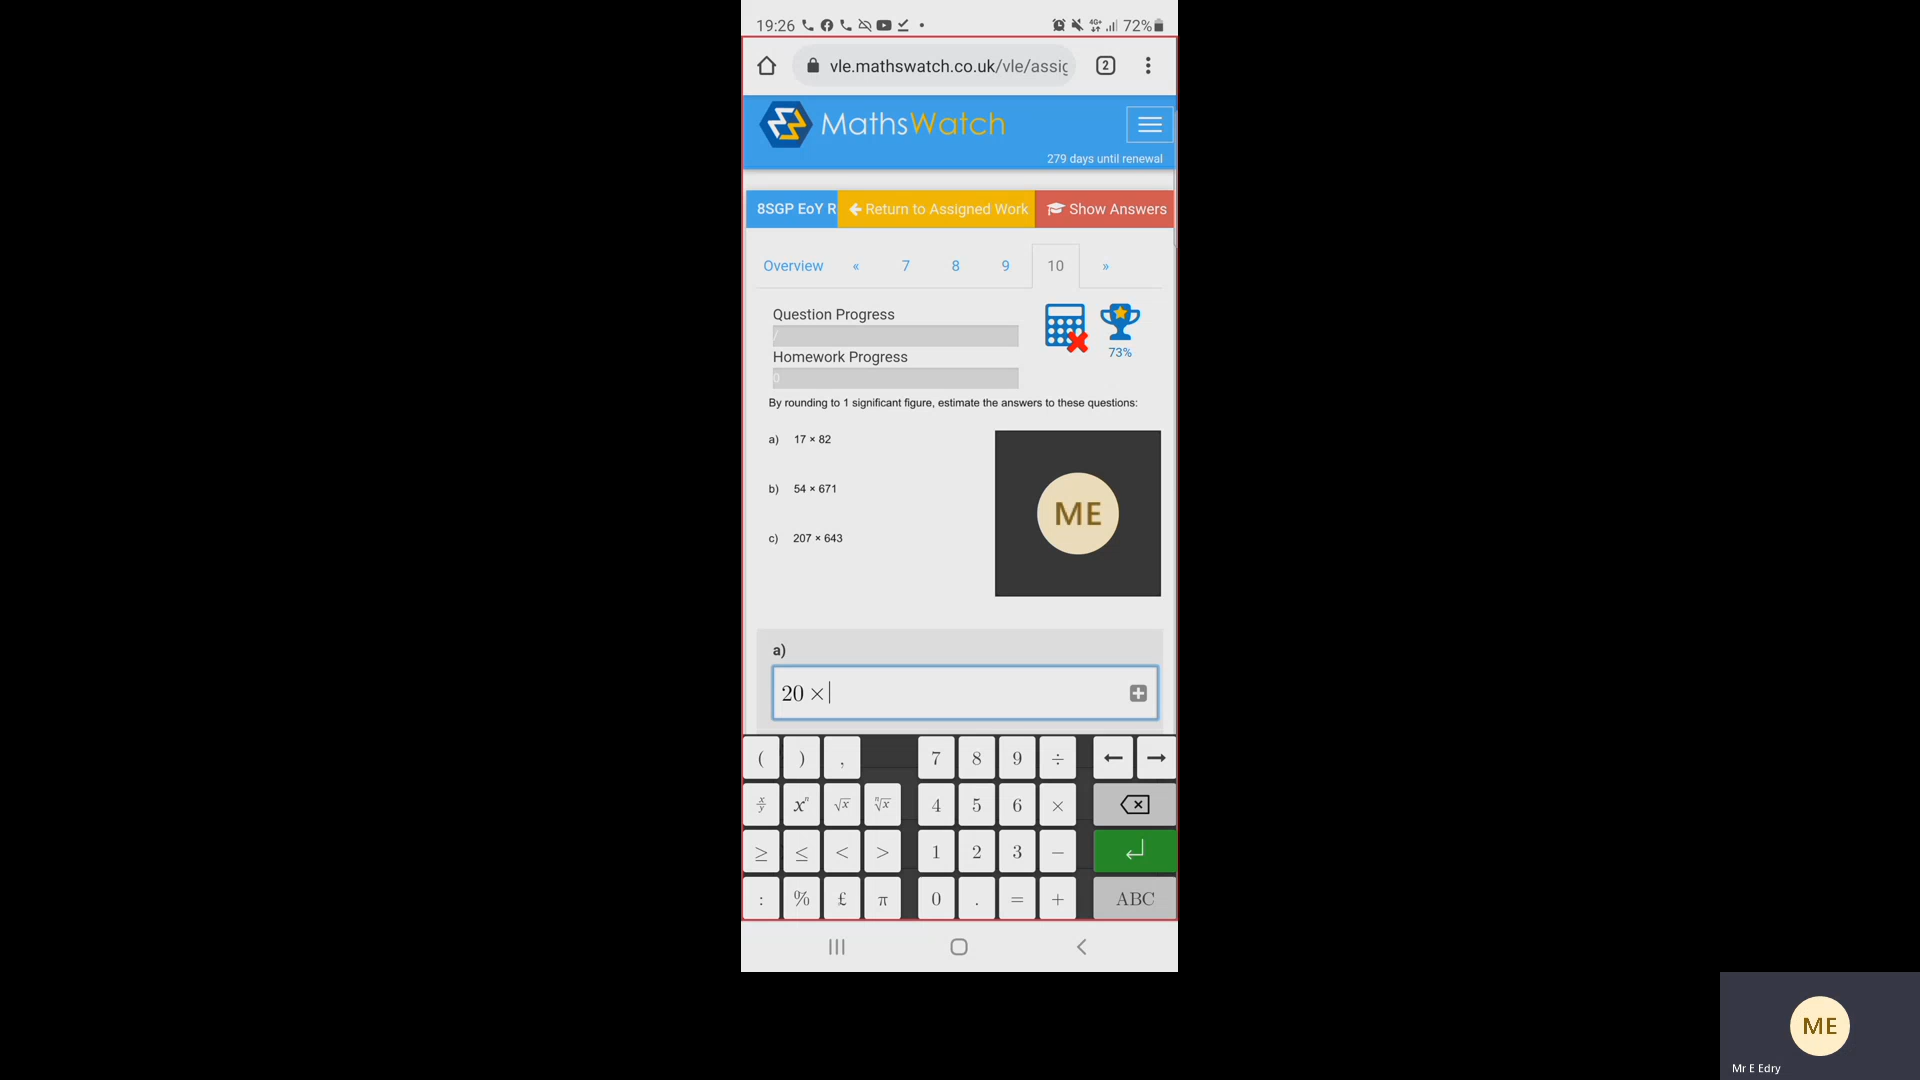 19:26
4G+
72%
vle.mathswatch.co.uk/vle/assig
2
MathsWatch
279 days until renewal
8SGP EoY R
Return to Assigned Work
Show Answers
Overview « 7 8 9 10 »
Question Progress
/
Homework Progress
0
73%
By rounding to 1 significant figure, estimate the answers to these questions:
a) 17 × 82
b) 54 × 671
c) 207 × 643
ME
a)
20 ×
( ) , 7 8 9 ÷ ← →
x/y xⁿ √x ⁿ√x 4 5 6 ×
≥ ≤ < > 1 2 3 −
: % £ π 0 . = + ABC
ME
Mr E Edry